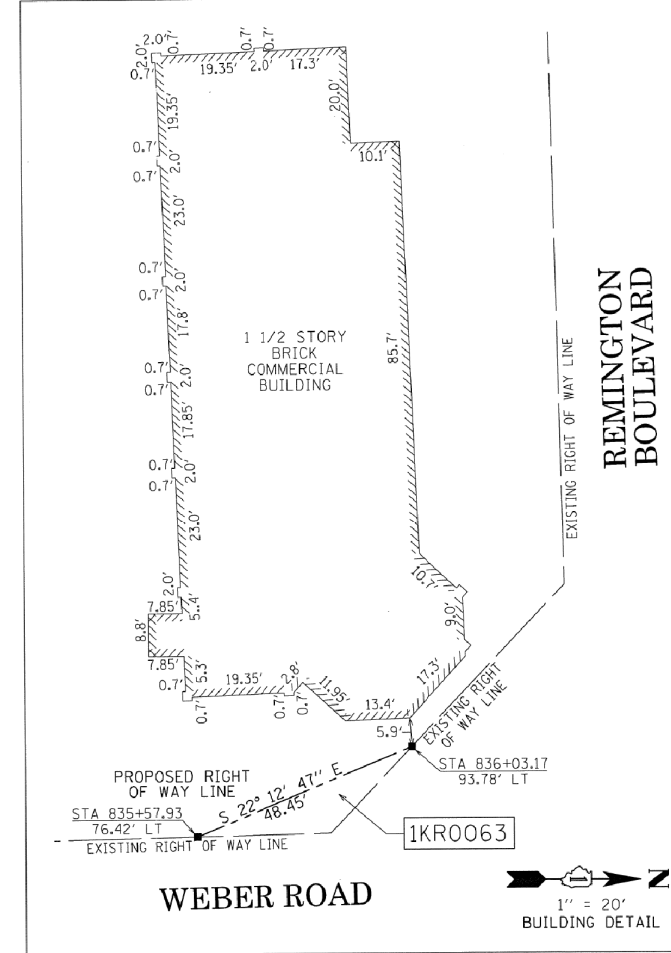 2.0'
2.0'
0.7'
0.7'
0.7'
0.7'
19.35'
2.0'
17.3'
20.0'
10.1'
19.35'
0.7'
2.0'
0.7'
23.0'
0.7'
2.0'
0.7'
17.8'
0.7'
2.0'
0.7'
17.85'
0.7'
2.0'
0.7'
23.0'
1 1/2 STORY
BRICK
COMMERCIAL
BUILDING
85.7'
EXISTING RIGHT OF WAY LINE
REMINGTON
BOULEVARD
2.0'
7.85'
5.4'
8.8'
7.85'
5.3'
0.7'
0.7'
19.35'
0.7'
2.8'
0.7'
11.95'
13.4'
10.7'
9.0'
17.3'
5.9'
EXISTING RIGHT
OF WAY LINE
STA 836+03.17
93.78' LT
PROPOSED RIGHT
OF WAY LINE
S 22° 12' 47" E
48.45'
STA 835+57.93
76.42' LT
EXISTING RIGHT OF WAY LINE
1KR0063
WEBER ROAD
N
1" = 20'
BUILDING DETAIL